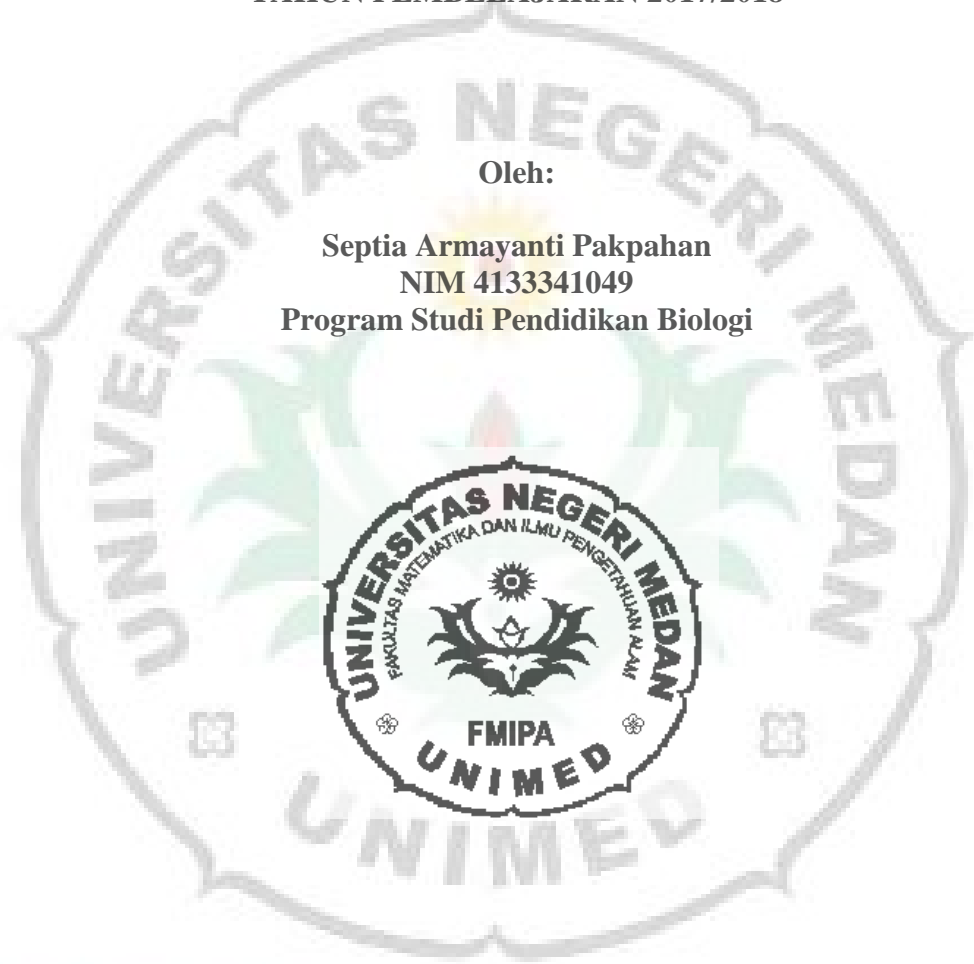 TAHUN PEMBELAJARAN 2017/2018
Oleh:
Septia Armayanti Pakpahan
NIM 4133341049
Program Studi Pendidikan Biologi
UNIVERSITAS NEGERI MEDAN
UNIMED
UNIVERSITAS NEGERI MEDAN
FAKULTAS MATEMATIKA DAN ILMU PENGETAHUAN ALAM
FMIPA
UNIMED